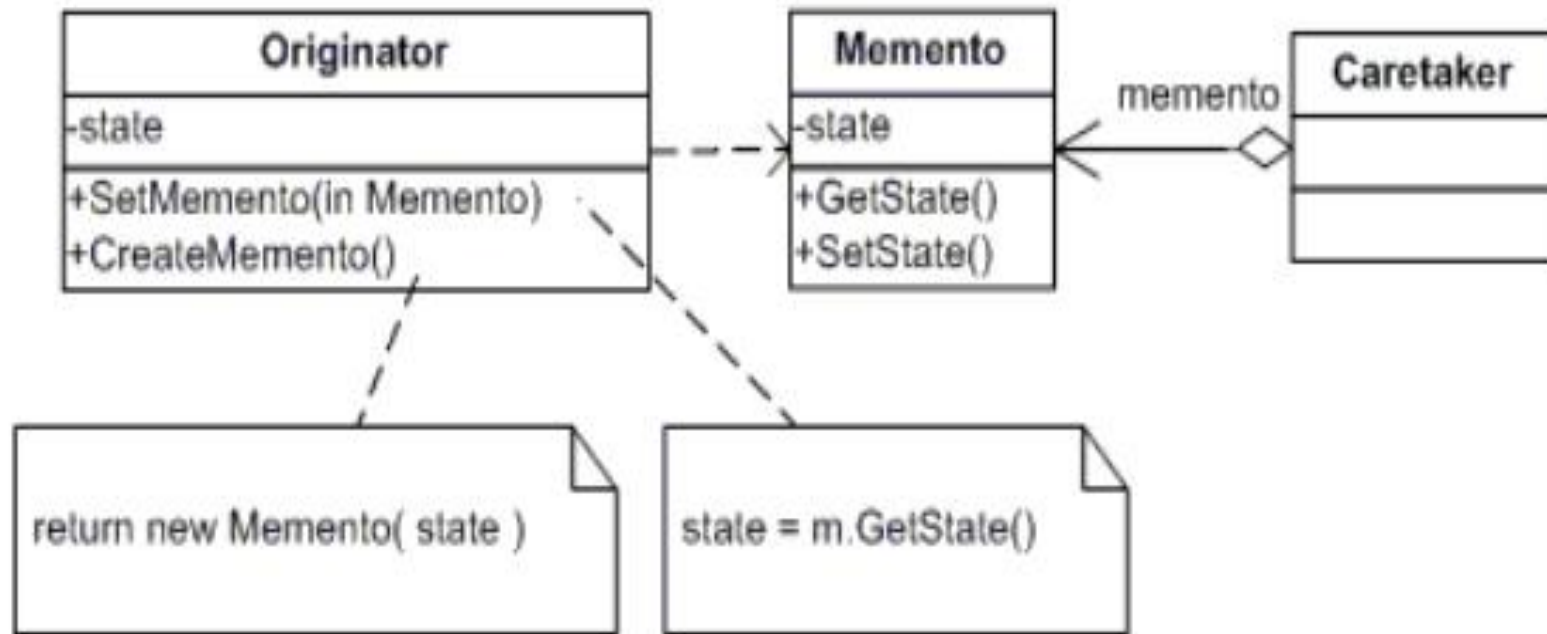 Originator
-state
+SetMemento(in Memento)
+CreateMemento()
Memento
-state
+GetState()
+SetState()
memento
Caretaker
return new Memento( state )
state = m.GetState()